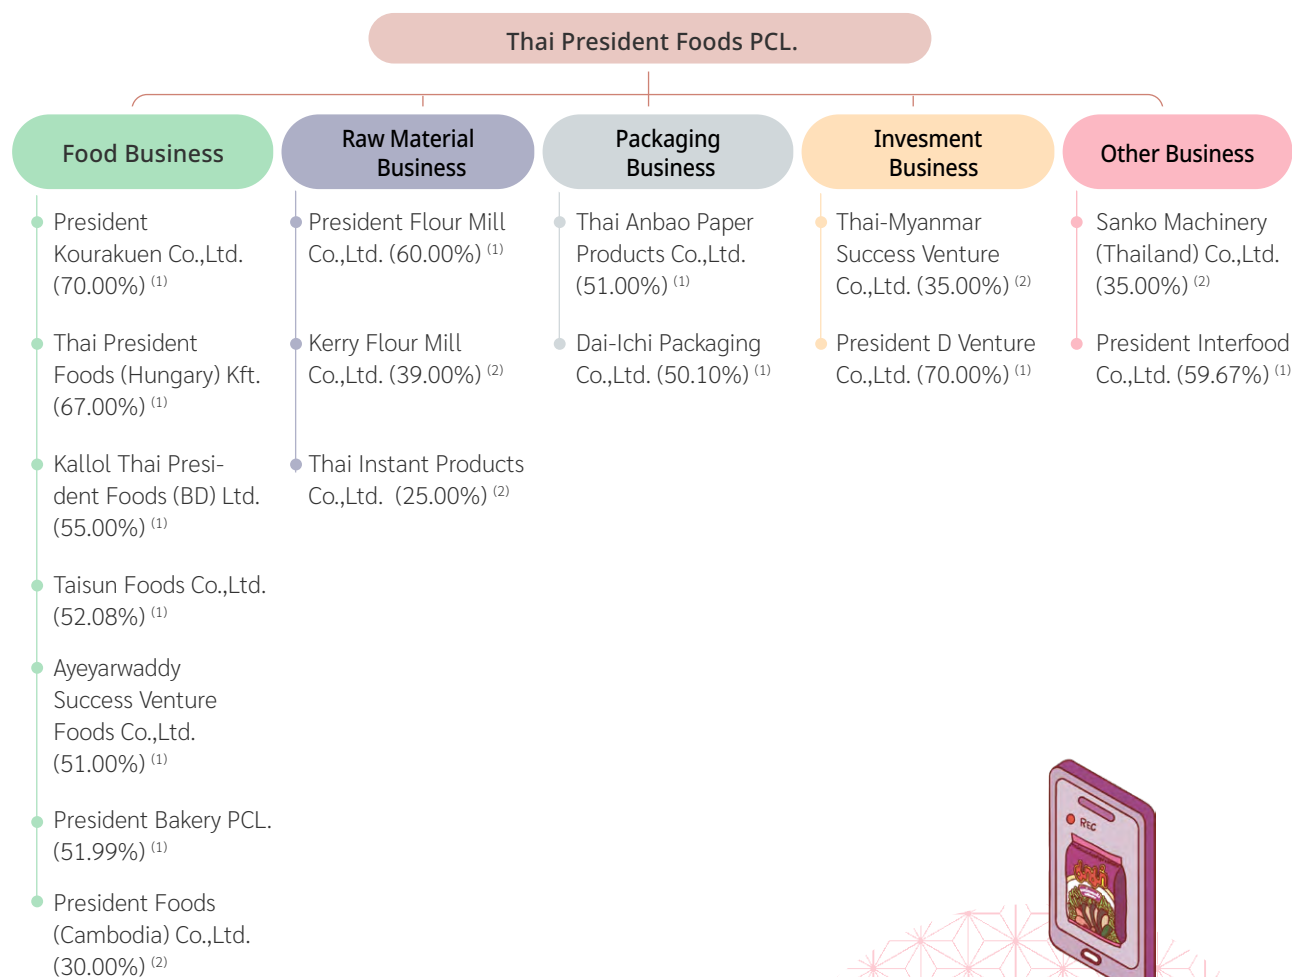 Thai President Foods PCL.
Food Business
President
Kourakuen Co.,Ltd.
(70.00%) (1)
Thai President
Foods (Hungary) Kft.
(67.00%) (1)
Kallol Thai Presi-
dent Foods (BD) Ltd.
(55.00%) (1)
Taisun Foods Co.,Ltd.
(52.08%) (1)
Ayeyarwaddy
Success Venture
Foods Co.,Ltd.
(51.00%) (1)
President Bakery PCL.
(51.99%) (1)
President Foods
(Cambodia) Co.,Ltd.
(30.00%) (2)
Raw Material
Business
President Flour Mill
Co.,Ltd. (60.00%) (1)
Kerry Flour Mill
Co.,Ltd. (39.00%) (2)
Thai Instant Products
Co.,Ltd. (25.00%) (2)
Packaging
Business
Thai Anbao Paper
Products Co.,Ltd.
(51.00%) (1)
Dai-Ichi Packaging
Co.,Ltd. (50.10%) (1)
Invesment
Business
Thai-Myanmar
Success Venture
Co.,Ltd. (35.00%) (2)
President D Venture
Co.,Ltd. (70.00%) (1)
Other Business
Sanko Machinery
(Thailand) Co.,Ltd.
(35.00%) (2)
President Interfood
Co.,Ltd. (59.67%) (1)
REC